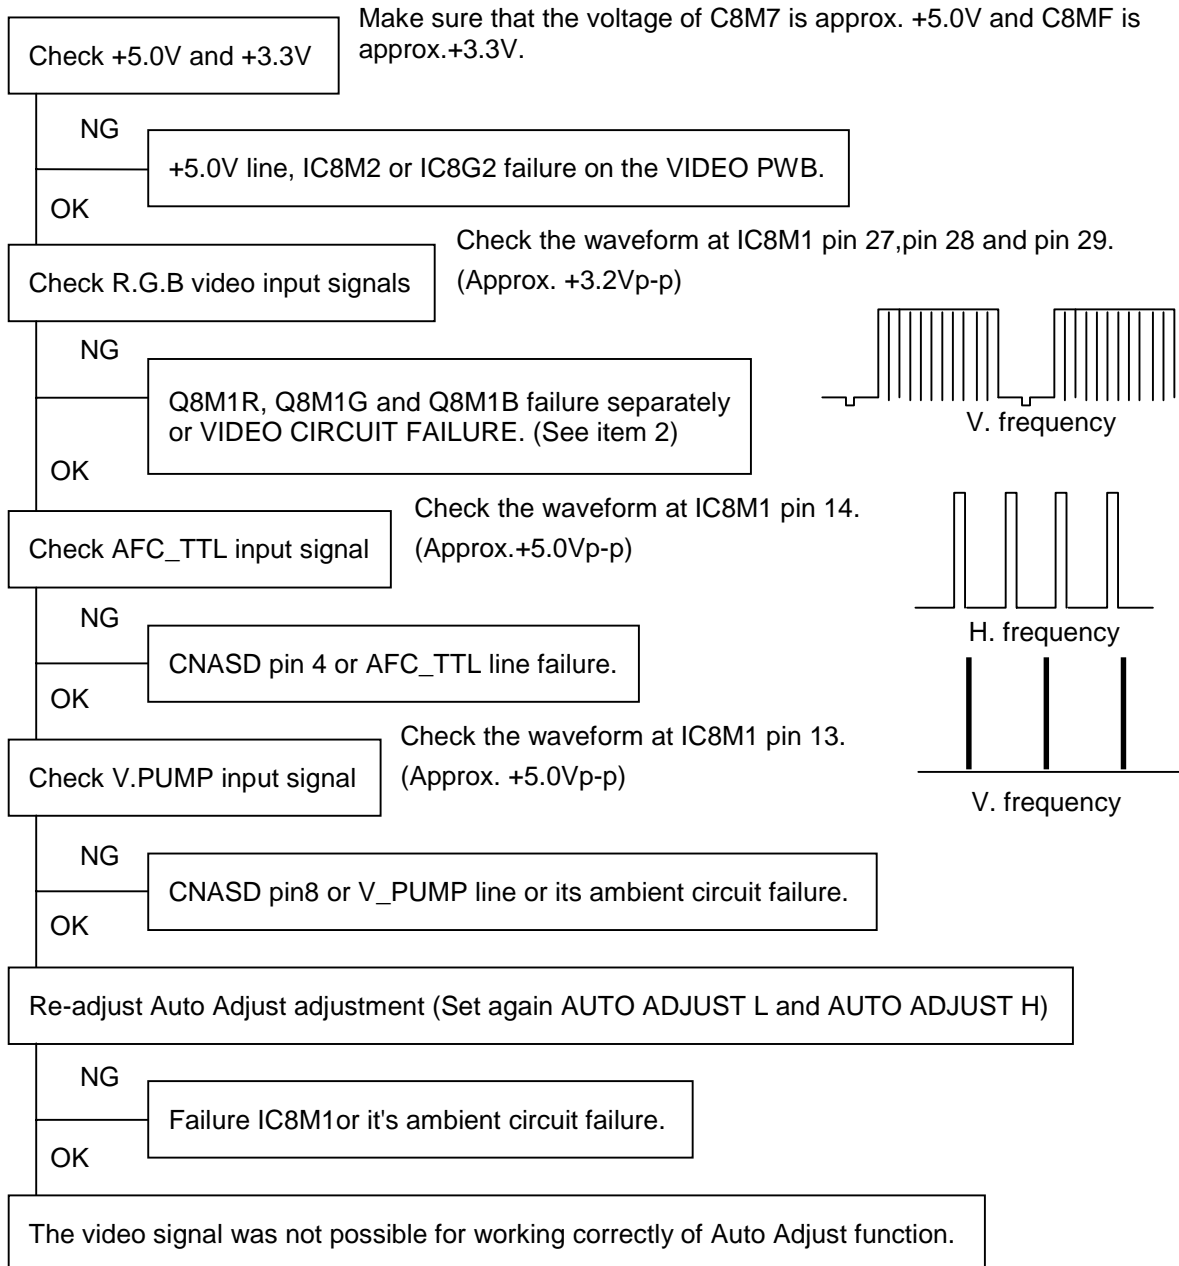 Make sure that the voltage of C8M7 is approx. +5.0V and C8MF is
approx.+3.3V.
Check +5.0V and +3.3V
NG
+5.0V line, IC8M2 or IC8G2 failure on the VIDEO PWB.
OK
Check the waveform at IC8M1 pin 27,pin 28 and pin 29.
(Approx. +3.2Vp-p)
Check R.G.B video input signals
NG
Q8M1R, Q8M1G and Q8M1B failure separately
or VIDEO CIRCUIT FAILURE. (See item 2)
V. frequency
OK
Check the waveform at IC8M1 pin 14.
(Approx.+5.0Vp-p)
Check AFC_TTL input signal
NG
H. frequency
CNASD pin 4 or AFC_TTL line failure.
OK
Check the waveform at IC8M1 pin 13.
(Approx. +5.0Vp-p)
Check V.PUMP input signal
V. frequency
NG
CNASD pin8 or V_PUMP line or its ambient circuit failure.
OK
Re-adjust Auto Adjust adjustment (Set again AUTO ADJUST L and AUTO ADJUST H)
NG
Failure IC8M1or it's ambient circuit failure.
OK
The video signal was not possible for working correctly of Auto Adjust function.